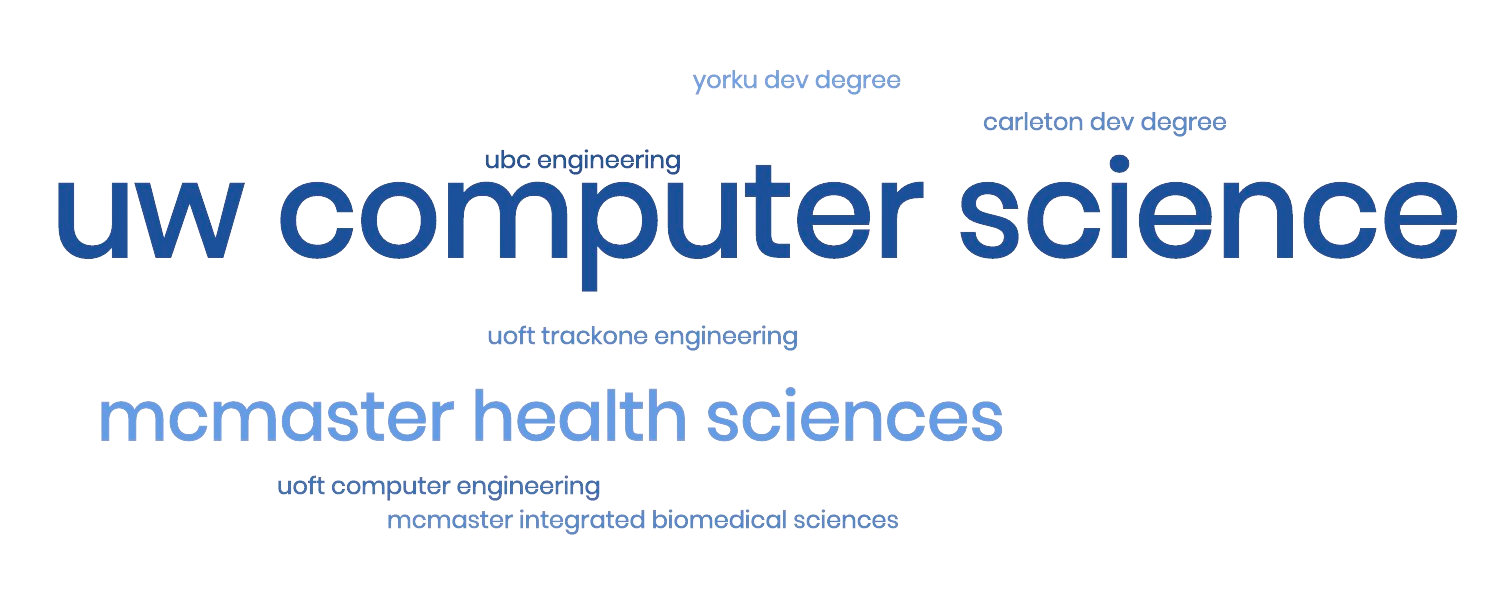 yorku dev degree
carleton dev degree
ubc engineering
uw computer science
uoft trackone engineering
mcmaster health sciences
uoft computer engineering
mcmaster integrated biomedical sciences